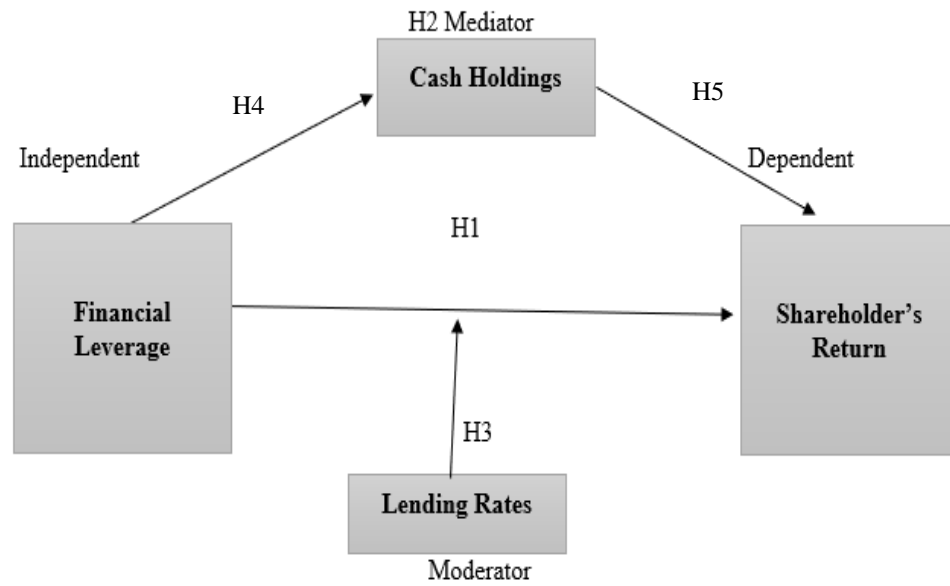 H2 Mediator
Cash Holdings
H4
H5
Independent
Dependent
H1
Financial
Leverage
Shareholder's
Return
H3
Lending Rates
Moderator